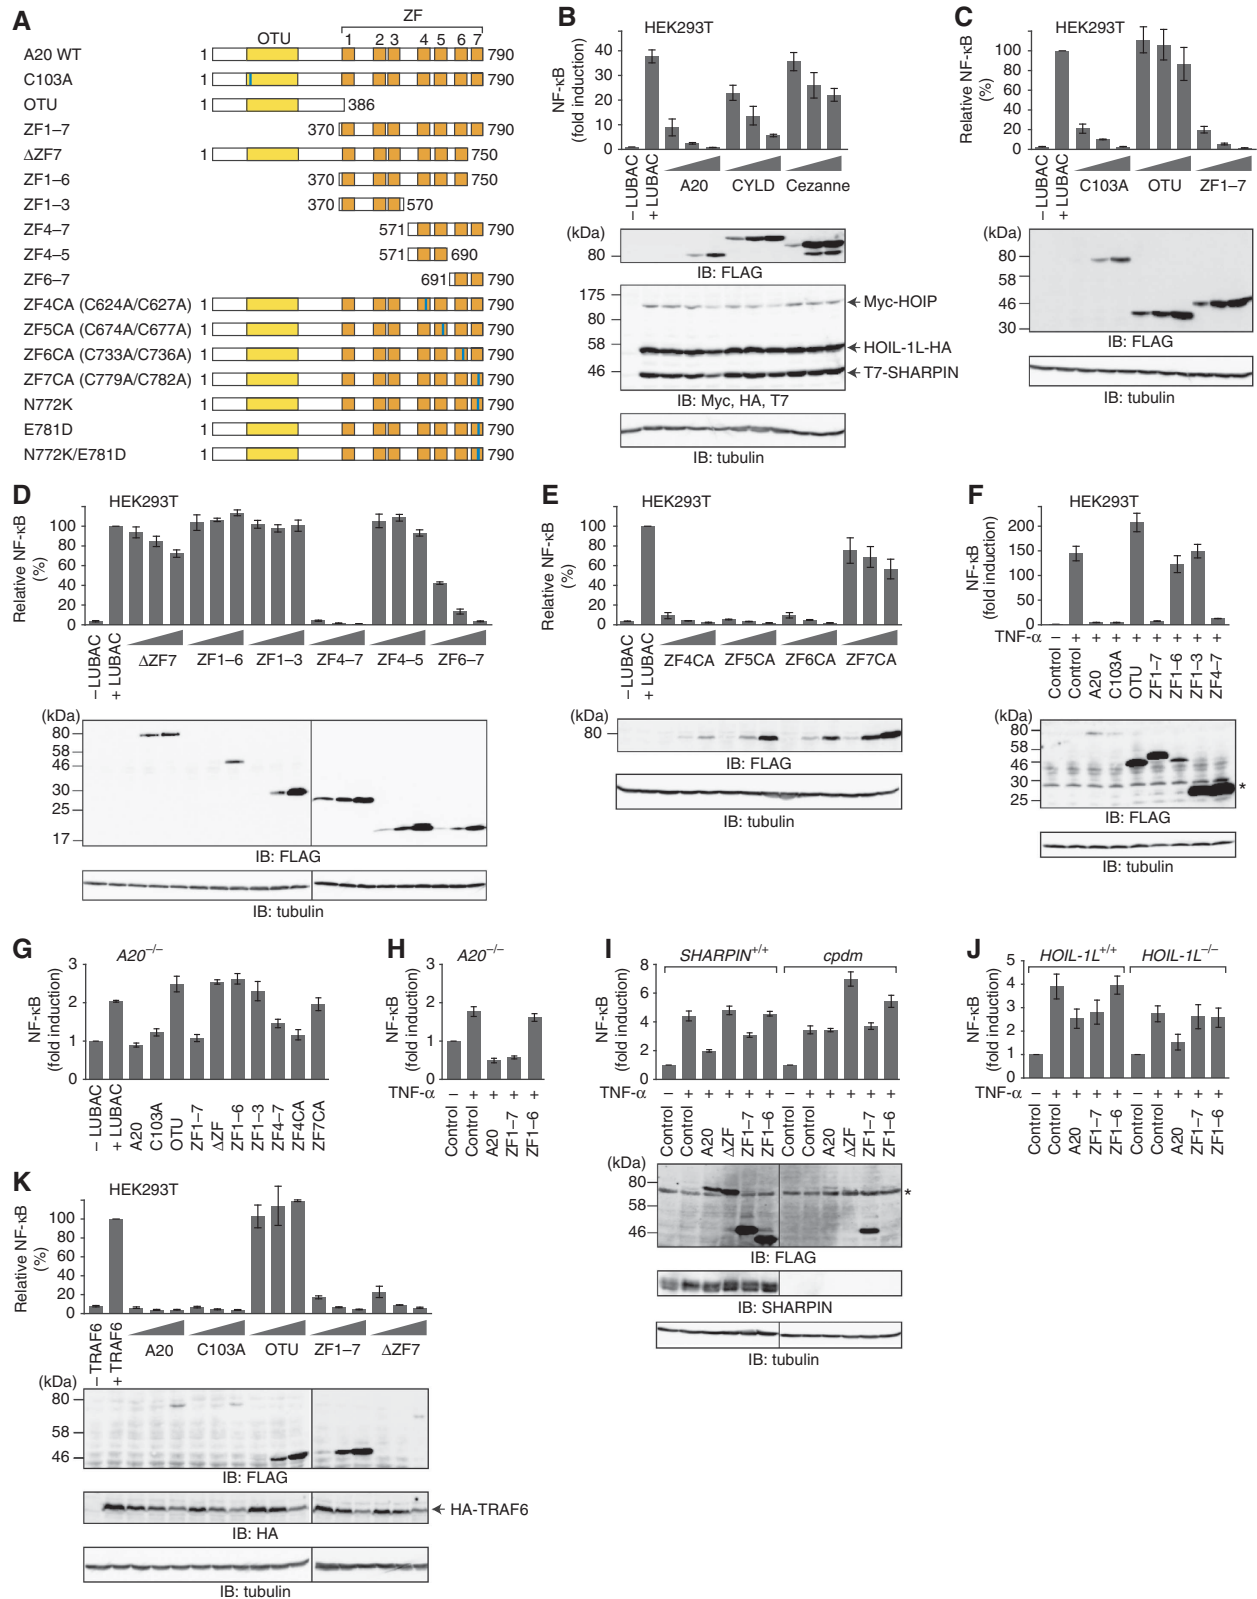 A
ZF
OTU 1 2 3 4 5 6 7
A20 WT 1 790
C103A 1 790
OTU 1 386
ZF1–7 370 790
ΔZF7 1 750
ZF1–6 370 750
ZF1–3 370 570
ZF4–7 571 790
ZF4–5 571 690
ZF6–7 691 790
ZF4CA (C624A/C627A) 1 790
ZF5CA (C674A/C677A) 1 790
ZF6CA (C733A/C736A) 1 790
ZF7CA (C779A/C782A) 1 790
N772K 1 790
E781D 1 790
N772K/E781D 1 790
B
HEK293T
NF-κB
(fold induction)
40
30
20
10
0
– LUBAC
+ LUBAC
A20 CYLD Cezanne
(kDa)
80
IB: FLAG
175
80
58
46
Myc-HOIP
HOIL-1L-HA
T7-SHARPIN
IB: Myc, HA, T7
IB: tubulin
C
HEK293T
Relative NF-κB
(%)
100
80
60
40
20
0
– LUBAC
+ LUBAC
C103A OTU ZF1–7
(kDa)
80
58
46
30
IB: FLAG
IB: tubulin
D
HEK293T
Relative NF-κB
(%)
100
80
60
40
20
0
– LUBAC
+ LUBAC
ΔZF7 ZF1–6 ZF1–3 ZF4–7 ZF4–5 ZF6–7
(kDa)
80
58
46
30
25
17
IB: FLAG
IB: tubulin
E
HEK293T
Relative NF-κB
(%)
100
80
60
40
20
0
– LUBAC
+ LUBAC
ZF4CA ZF5CA ZF6CA ZF7CA
(kDa)
80
IB: FLAG
IB: tubulin
F
HEK293T
NF-κB
(fold induction)
200
150
100
50
0
TNF-α – + + + + + + + +
Control
Control
A20
C103A
OTU
ZF1–7
ZF1–6
ZF1–3
ZF4–7
(kDa)
80
58
46
30
25
*
IB: FLAG
IB: tubulin
G
A20–/–
NF-κB
(fold induction)
3
2
1
0
– LUBAC
+ LUBAC
A20
C103A
OTU
ZF1–7
ΔZF
ZF1–6
ZF1–3
ZF4–7
ZF4CA
ZF7CA
H
A20–/–
NF-κB
(fold induction)
3
2
1
0
TNF-α – + + + +
Control
Control
A20
ZF1–7
ZF1–6
I
SHARPIN+/+ cpdm
NF-κB
(fold induction)
8
6
4
2
0
TNF-α – + + + + + – + + + + +
Control
Control
A20
ΔZF
ZF1–7
ZF1–6
Control
Control
A20
ΔZF
ZF1–7
ZF1–6
(kDa)
80
58
46
*
IB: FLAG
IB: SHARPIN
IB: tubulin
J
HOIL-1L+/+ HOIL-1L–/–
NF-κB
(fold induction)
5
4
3
2
1
0
TNF-α – + + + + – + + + +
Control
Control
A20
ZF1–7
ZF1–6
Control
Control
A20
ZF1–7
ZF1–6
K
HEK293T
Relative NF-κB
(%)
100
80
60
40
20
0
– TRAF6
+ TRAF6
A20 C103A OTU ZF1–7 ΔZF7
(kDa)
80
58
46
IB: FLAG
HA-TRAF6
IB: HA
IB: tubulin